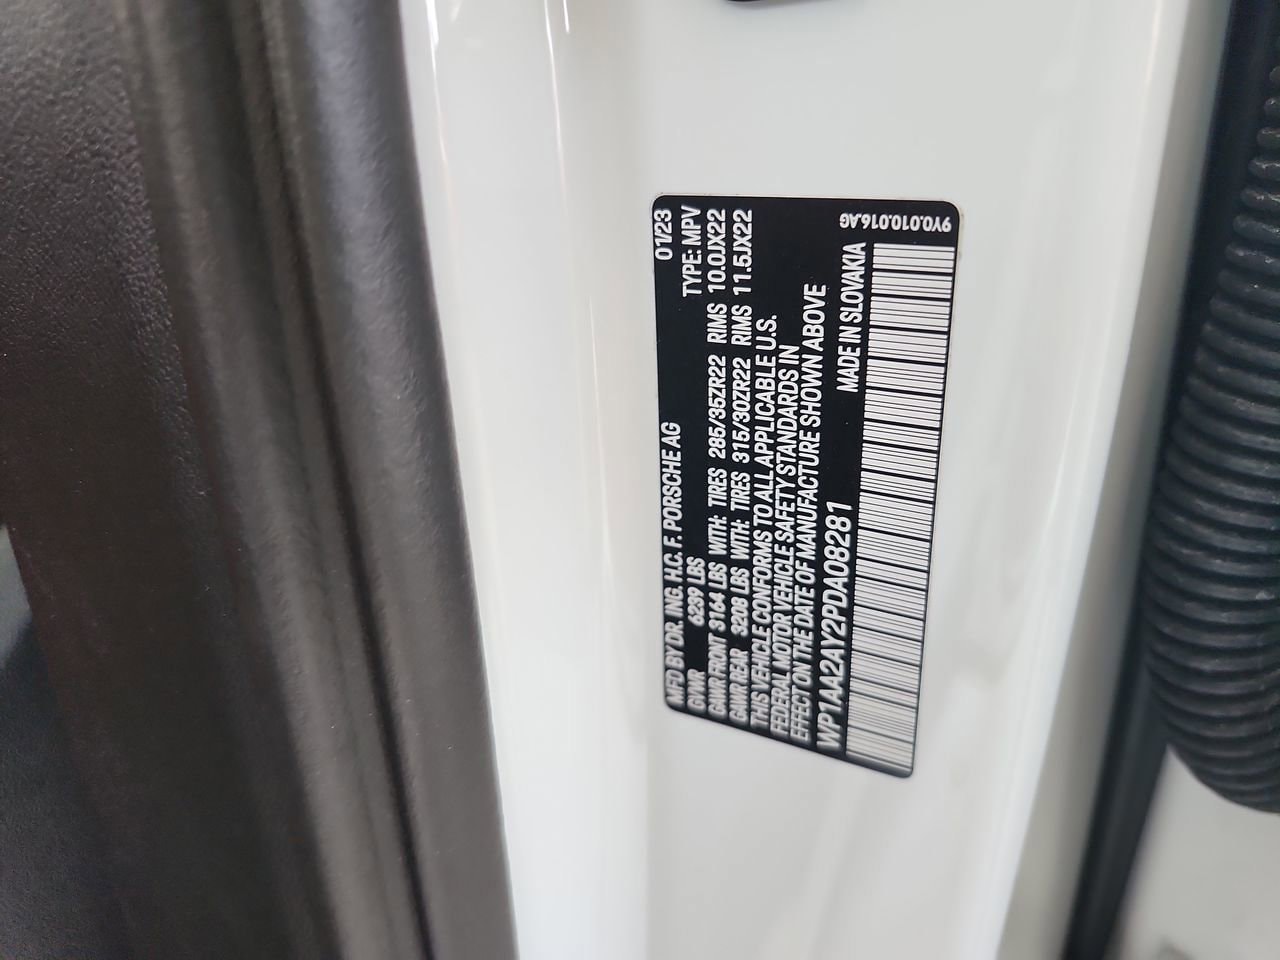 MFD BY DR. ING. H.C. F. PORSCHE AG 01/23
GVWR 6239 LBS TYPE: MPV
GAWR FRONT 3164 LBS WITH: TIRES 285/35ZR22 RIMS 10.0JX22
GAWR REAR 3208 LBS WITH: TIRES 315/30ZR22 RIMS 11.5JX22
THIS VEHICLE CONFORMS TO ALL APPLICABLE U.S.
FEDERAL MOTOR VEHICLE SAFETY STANDARDS IN
EFFECT ON THE DATE OF MANUFACTURE SHOWN ABOVE
WP1AA2AY2PDA08281 MADE IN SLOVAKIA
9Y0.010.016.AG